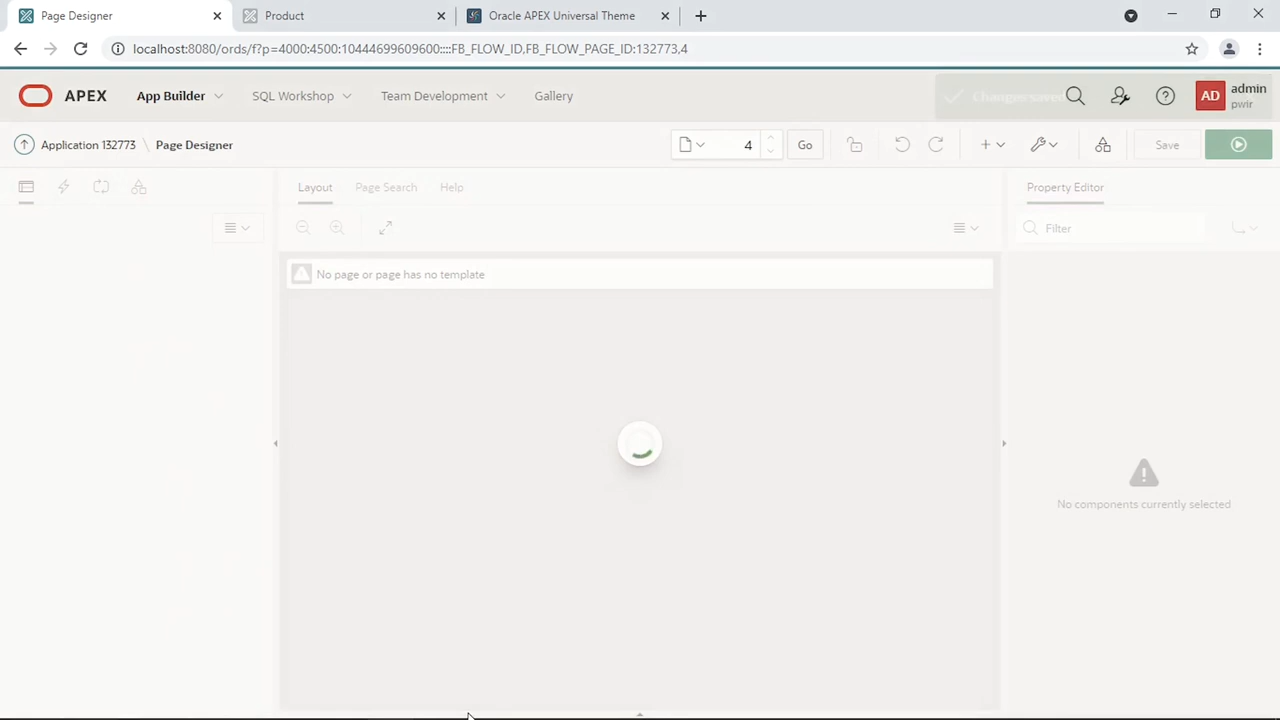 Page Designer
Product
Oracle APEX Universal Theme
localhost:8080/ords/f?p=4000:4500:10444699609600::::FB_FLOW_ID,FB_FLOW_PAGE_ID:132773,4
APEX
App Builder
SQL Workshop
Team Development
Gallery
Changes saved
AD
admin
pwir
Application 132773 \ Page Designer
4
Go
Save
Layout
Page Search
Help
Property Editor
Filter
No page or page has no template
No components currently selected